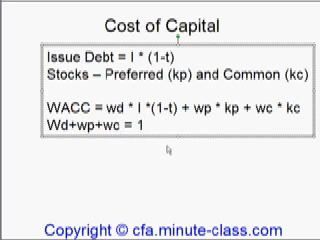 Cost of Capital
Issue Debt = I * (1-t)
Stocks – Preferred (kp) and Common (kc)
WACC = wd * I *(1-t) + wp * kp + wc * kc
Wd+wp+wc = 1
Copyright © cfa.minute-class.com